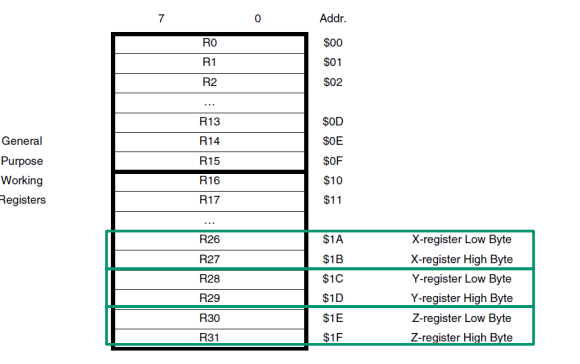 7 0 Addr.
R0 $00
R1 $01
R2 $02
...
R13 $0D
General R14 $0E
Purpose R15 $0F
Working R16 $10
Registers R17 $11
...
R26 $1A X-register Low Byte
R27 $1B X-register High Byte
R28 $1C Y-register Low Byte
R29 $1D Y-register High Byte
R30 $1E Z-register Low Byte
R31 $1F Z-register High Byte